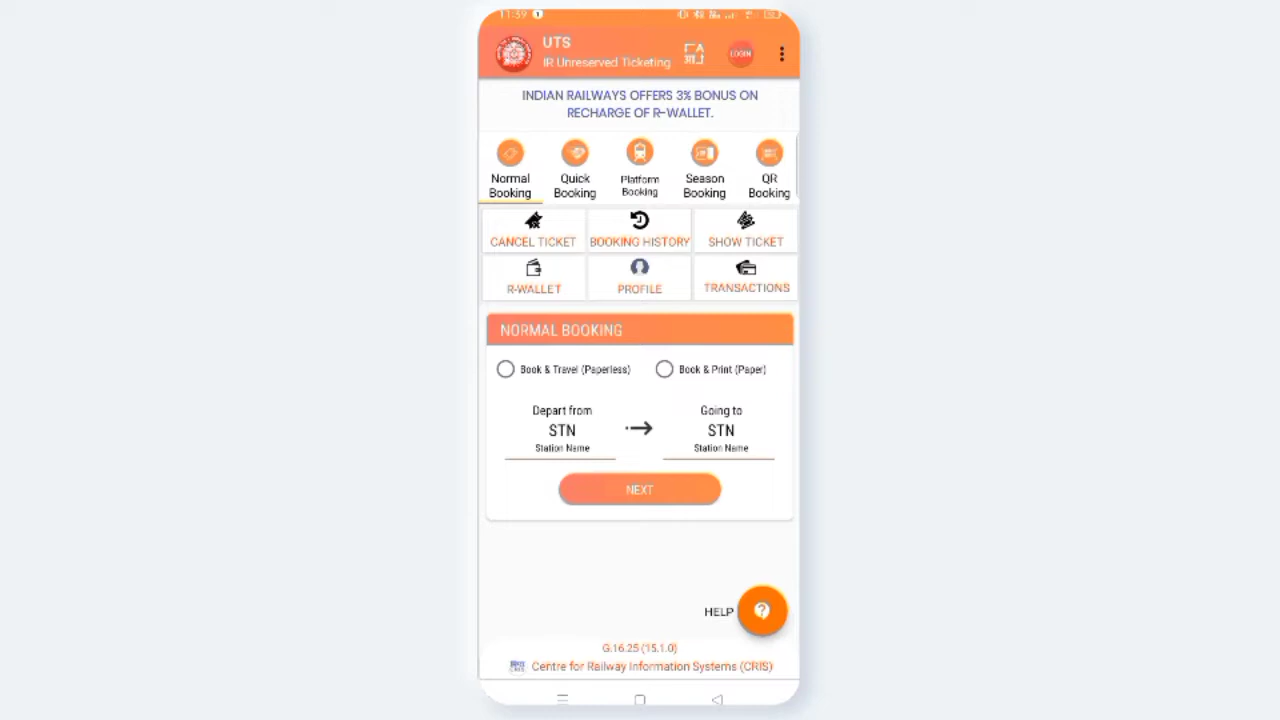 11:59
UTS
IR Unreserved Ticketing
LOGIN
INDIAN RAILWAYS OFFERS 3% BONUS ON
RECHARGE OF R-WALLET.
Normal Booking
Quick Booking
Platform Booking
Season Booking
QR Booking
CANCEL TICKET
BOOKING HISTORY
SHOW TICKET
R-WALLET
PROFILE
TRANSACTIONS
NORMAL BOOKING
Book & Travel (Paperless)
Book & Print (Paper)
Depart from
STN
Station Name
Going to
STN
Station Name
NEXT
HELP
G:16.25 (15.1.0)
Centre for Railway Information Systems (CRIS)